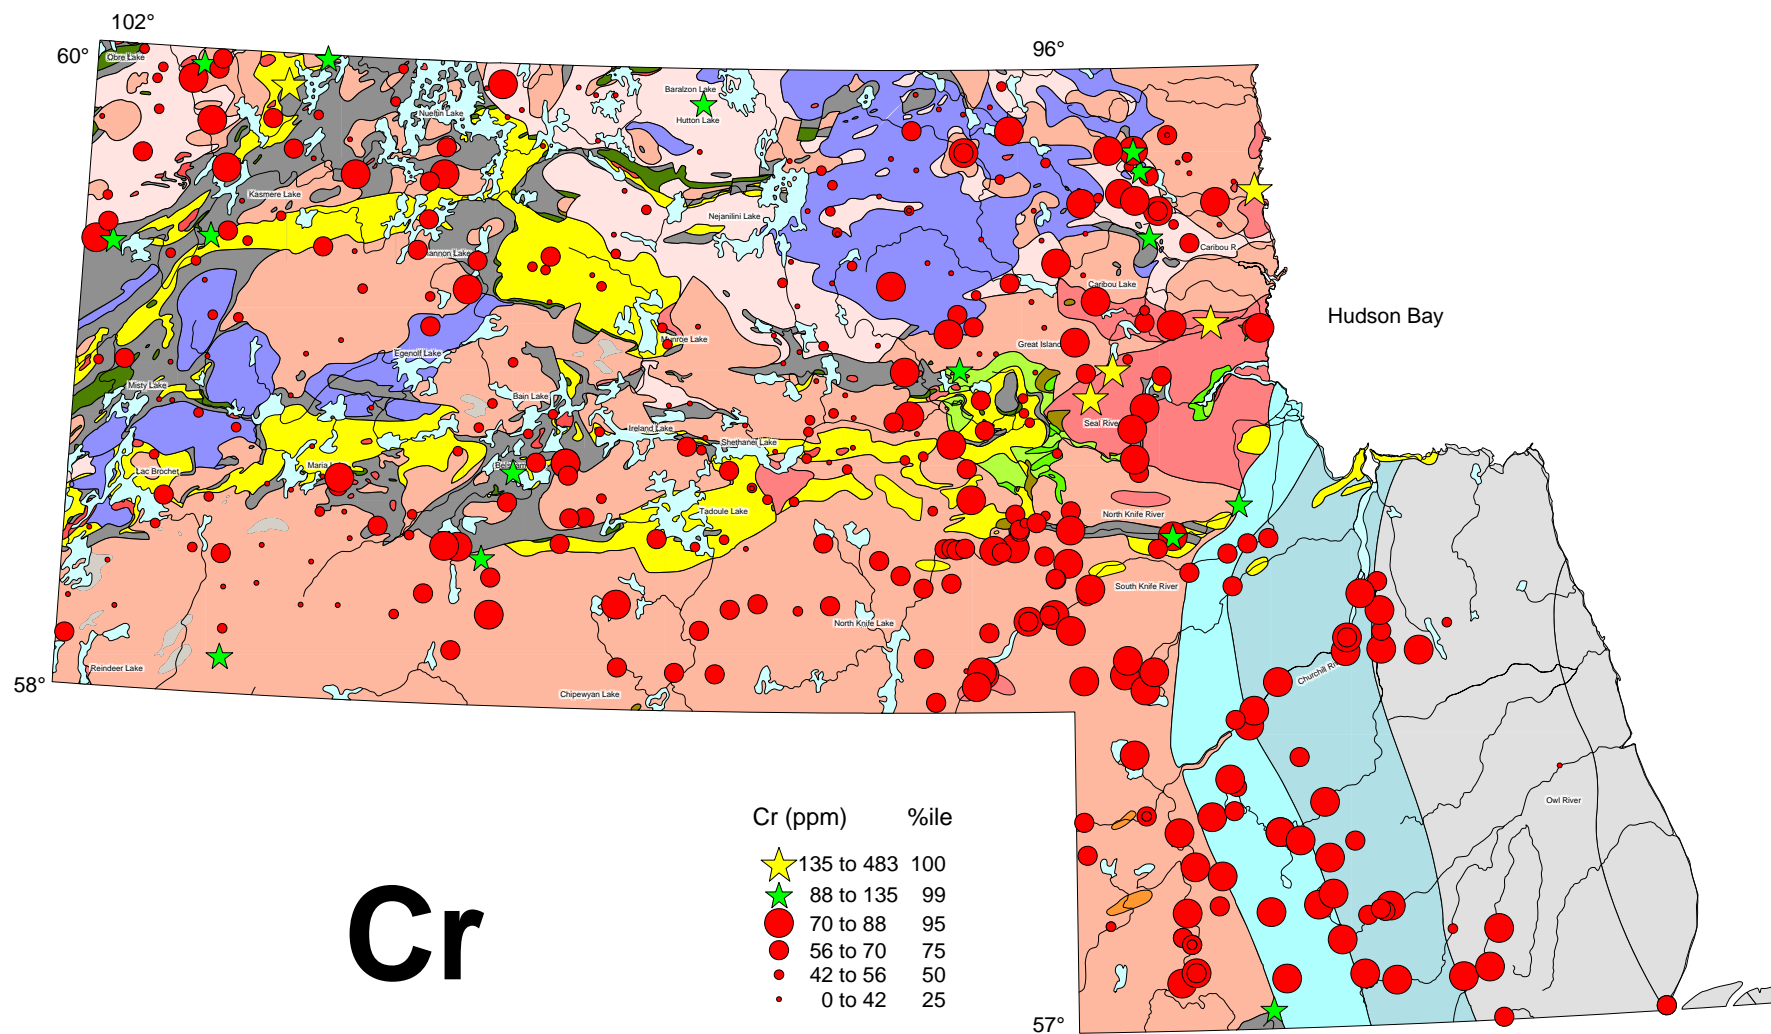 102°
60°
96°
Obre Lake
Baralzon Lake
Nueltin Lake
Hutton Lake
Kasmere Lake
Nejanilini Lake
Caribou R
annon Lake
Caribou Lake
Hudson Bay
Munroe Lake
Great Island
Egenolf Lake
Misty Lake
Bain Lake
Ireland Lake
Seal River
Shethanei Lake
Lac Brochet
Maria
Tadoule Lake
North Knife River
South Knife River
North Knife Lake
Reindeer Lake
58°
Chipewyan Lake
Churchill Ri
Owl River
Cr (ppm) %ile
135 to 483 100
88 to 135 99
70 to 88 95
56 to 70 75
42 to 56 50
0 to 42 25
Cr
57°